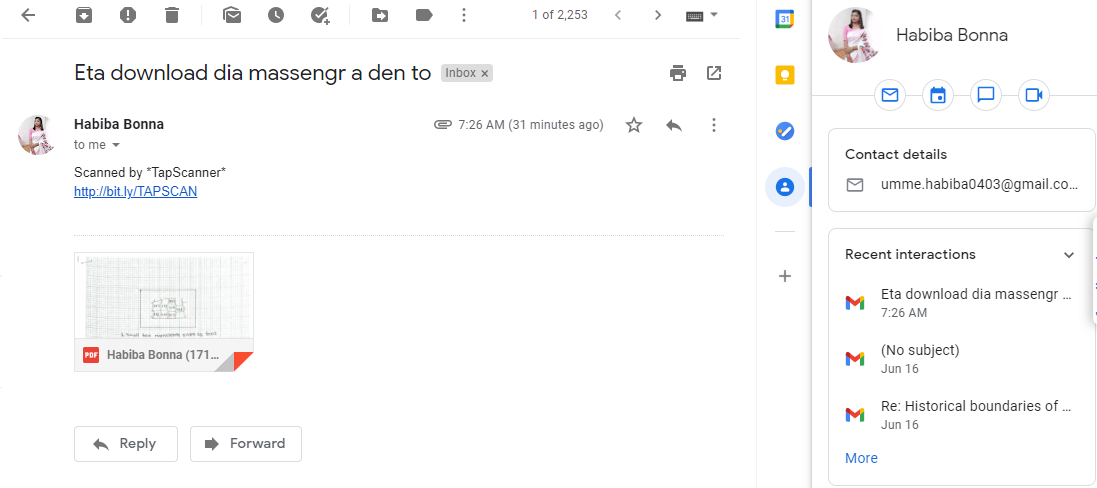 1 of 2,253
Eta download dia massengr a den to
Inbox ×
Habiba Bonna
7:26 AM (31 minutes ago)
to me
Scanned by *TapScanner*
http://bit.ly/TAPSCAN
PDF
Habiba Bonna (171...
Reply
Forward
31
Habiba Bonna
Contact details
umme.habiba0403@gmail.co...
Recent interactions
Eta download dia massengr ...
7:26 AM
(No subject)
Jun 16
Re: Historical boundaries of ...
Jun 16
More